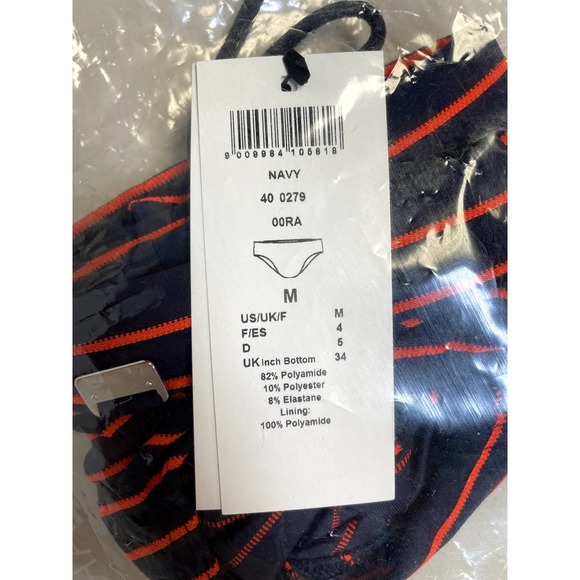 9 009984 105818
NAVY
40 0279
00RA
M
US/UK/F M
F/ES 4
D 5
UK Inch Bottom 34
82% Polyamide
10% Polyester
8% Elastane
Lining:
100% Polyamide